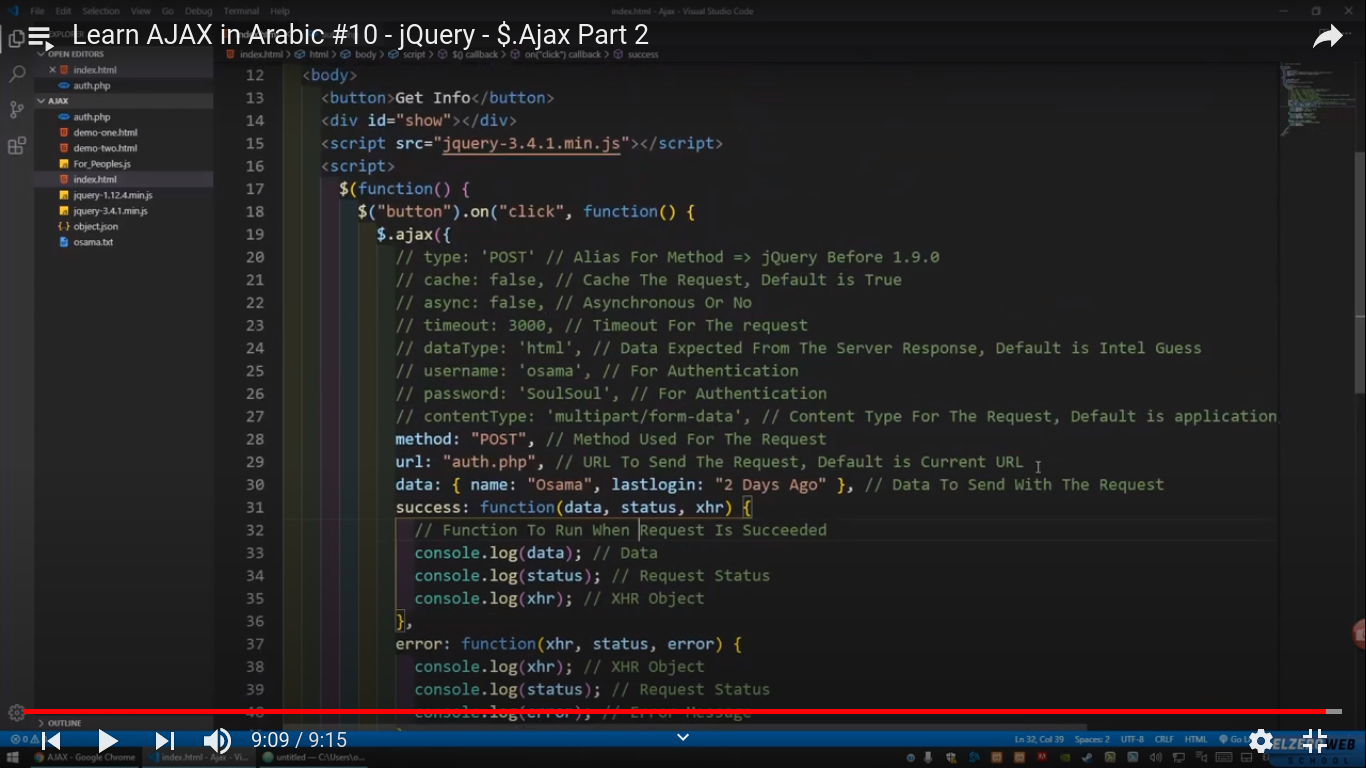 File Edit Selection View Go Debug Terminal Help
index.html - Ajax - Visual Studio Code
Learn AJAX in Arabic #10 - jQuery - $.Ajax Part 2
OPEN EDITORS
index.html
auth.php
AJAX
auth.php
demo-one.html
demo-two.html
For_Peoples.js
index.html
jquery-1.12.4.min.js
jquery-3.4.1.min.js
object.json
osama.txt
OUTLINE
index.html > html > body > script > $() callback > on("click") callback > success
12 <body>
13 <button>Get Info</button>
14 <div id="show"></div>
15 <script src="jquery-3.4.1.min.js"></script>
16 <script>
17 $(function() {
18 $("button").on("click", function() {
19 $.ajax({
20 // type: 'POST' // Alias For Method => jQuery Before 1.9.0
21 // cache: false, // Cache The Request, Default is True
22 // async: false, // Asynchronous Or No
23 // timeout: 3000, // Timeout For The request
24 // dataType: 'html', // Data Expected From The Server Response, Default is Intel Guess
25 // username: 'osama', // For Authentication
26 // password: 'SoulSoul', // For Authentication
27 // contentType: 'multipart/form-data', // Content Type For The Request, Default is application
28 method: "POST", // Method Used For The Request
29 url: "auth.php", // URL To Send The Request, Default is Current URL
30 data: { name: "Osama", lastlogin: "2 Days Ago" }, // Data To Send With The Request
31 success: function(data, status, xhr) {
32 // Function To Run When Request Is Succeeded
33 console.log(data); // Data
34 console.log(status); // Request Status
35 console.log(xhr); // XHR Object
36 },
37 error: function(xhr, status, error) {
38 console.log(xhr); // XHR Object
39 console.log(status); // Request Status
40 console.log(error); // Error Message
9:09 / 9:15
Ln 32, Col 39 Spaces: 2 UTF-8 CRLF HTML Go L
ELZERO WEB
SCHOOL
AJAX - Google Chrome
index.html - Ajax - Vi...
untitled — C:\Users\o...